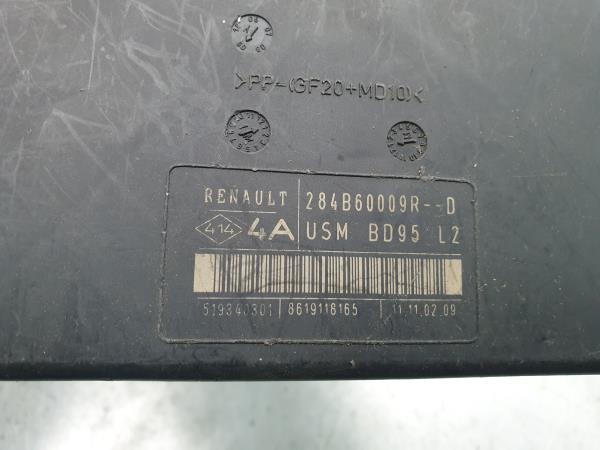 >PP-(GF20+MD10)<
RENAULT 284B60009R--D
414 4A USM BD95 L2
519340301 8619118165 11.11.02.09